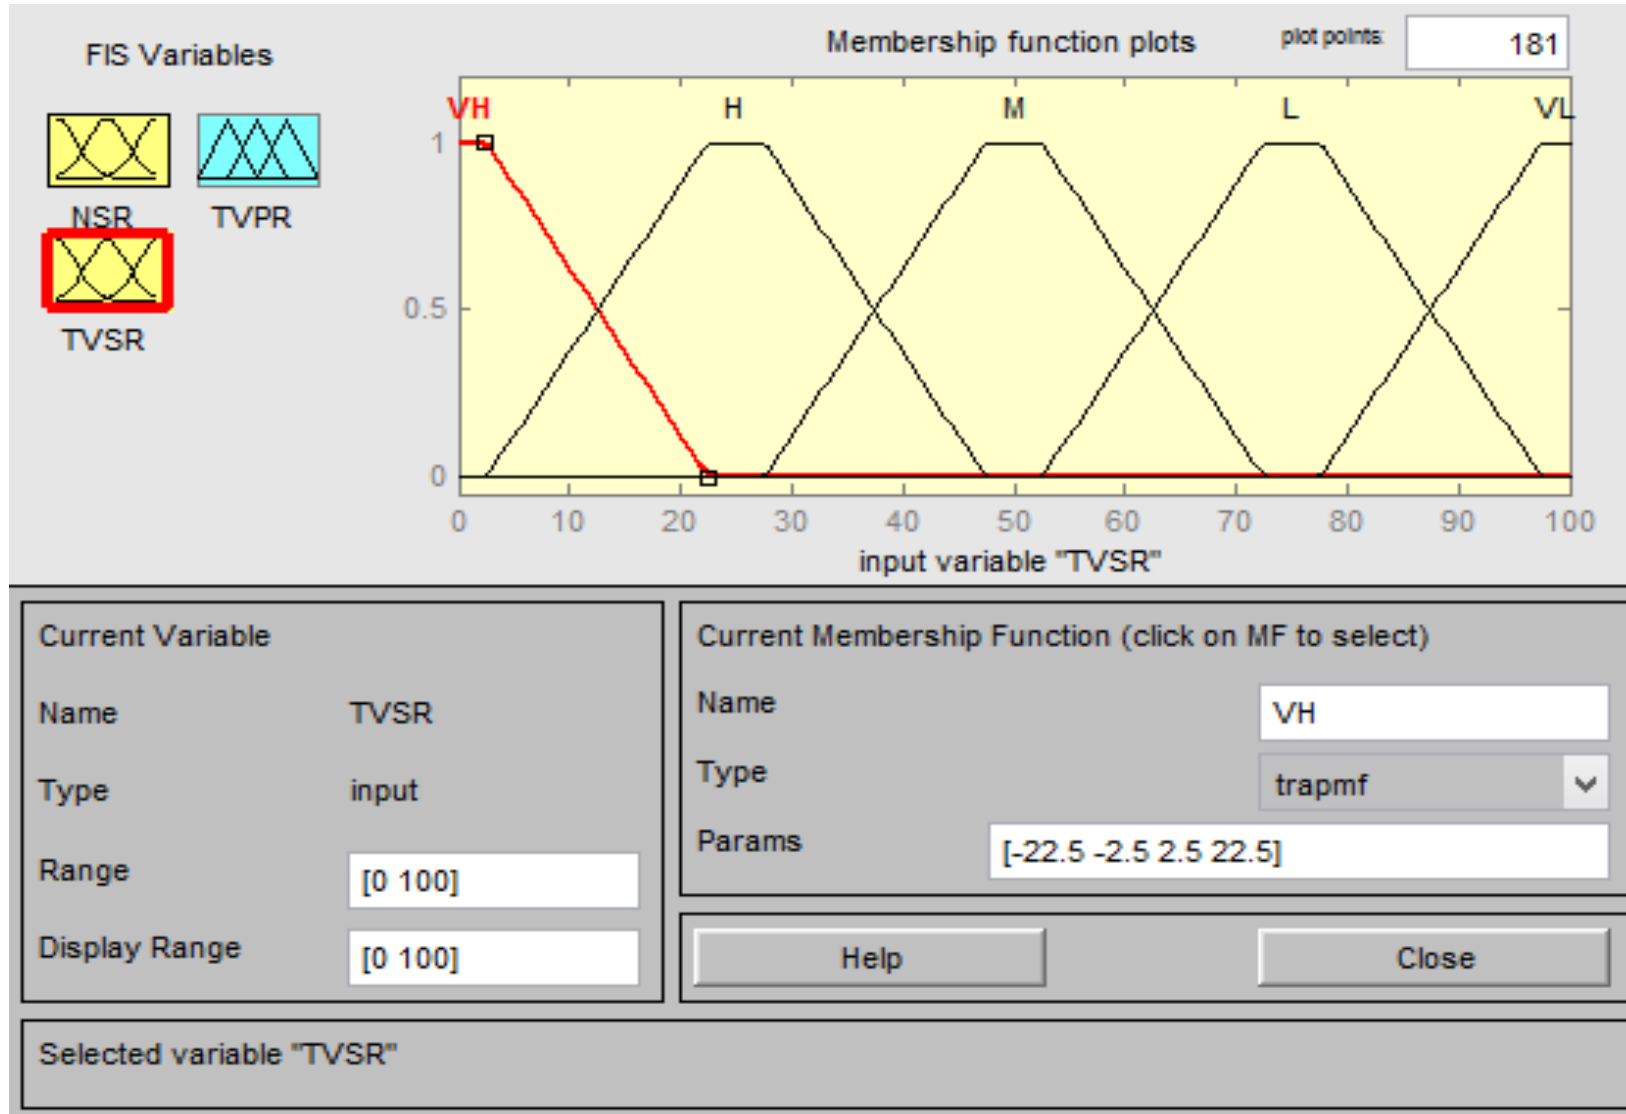 FIS Variables
Membership function plots
plot points:
181
NSR
TVPR
TVSR
VH
H
M
L
VL
1
0.5
0
0 10 20 30 40 50 60 70 80 90 100
input variable "TVSR"
Current Variable
Name TVSR
Type input
Range [0 100]
Display Range [0 100]
Current Membership Function (click on MF to select)
Name VH
Type trapmf
Params [-22.5 -2.5 2.5 22.5]
Help
Close
Selected variable "TVSR"